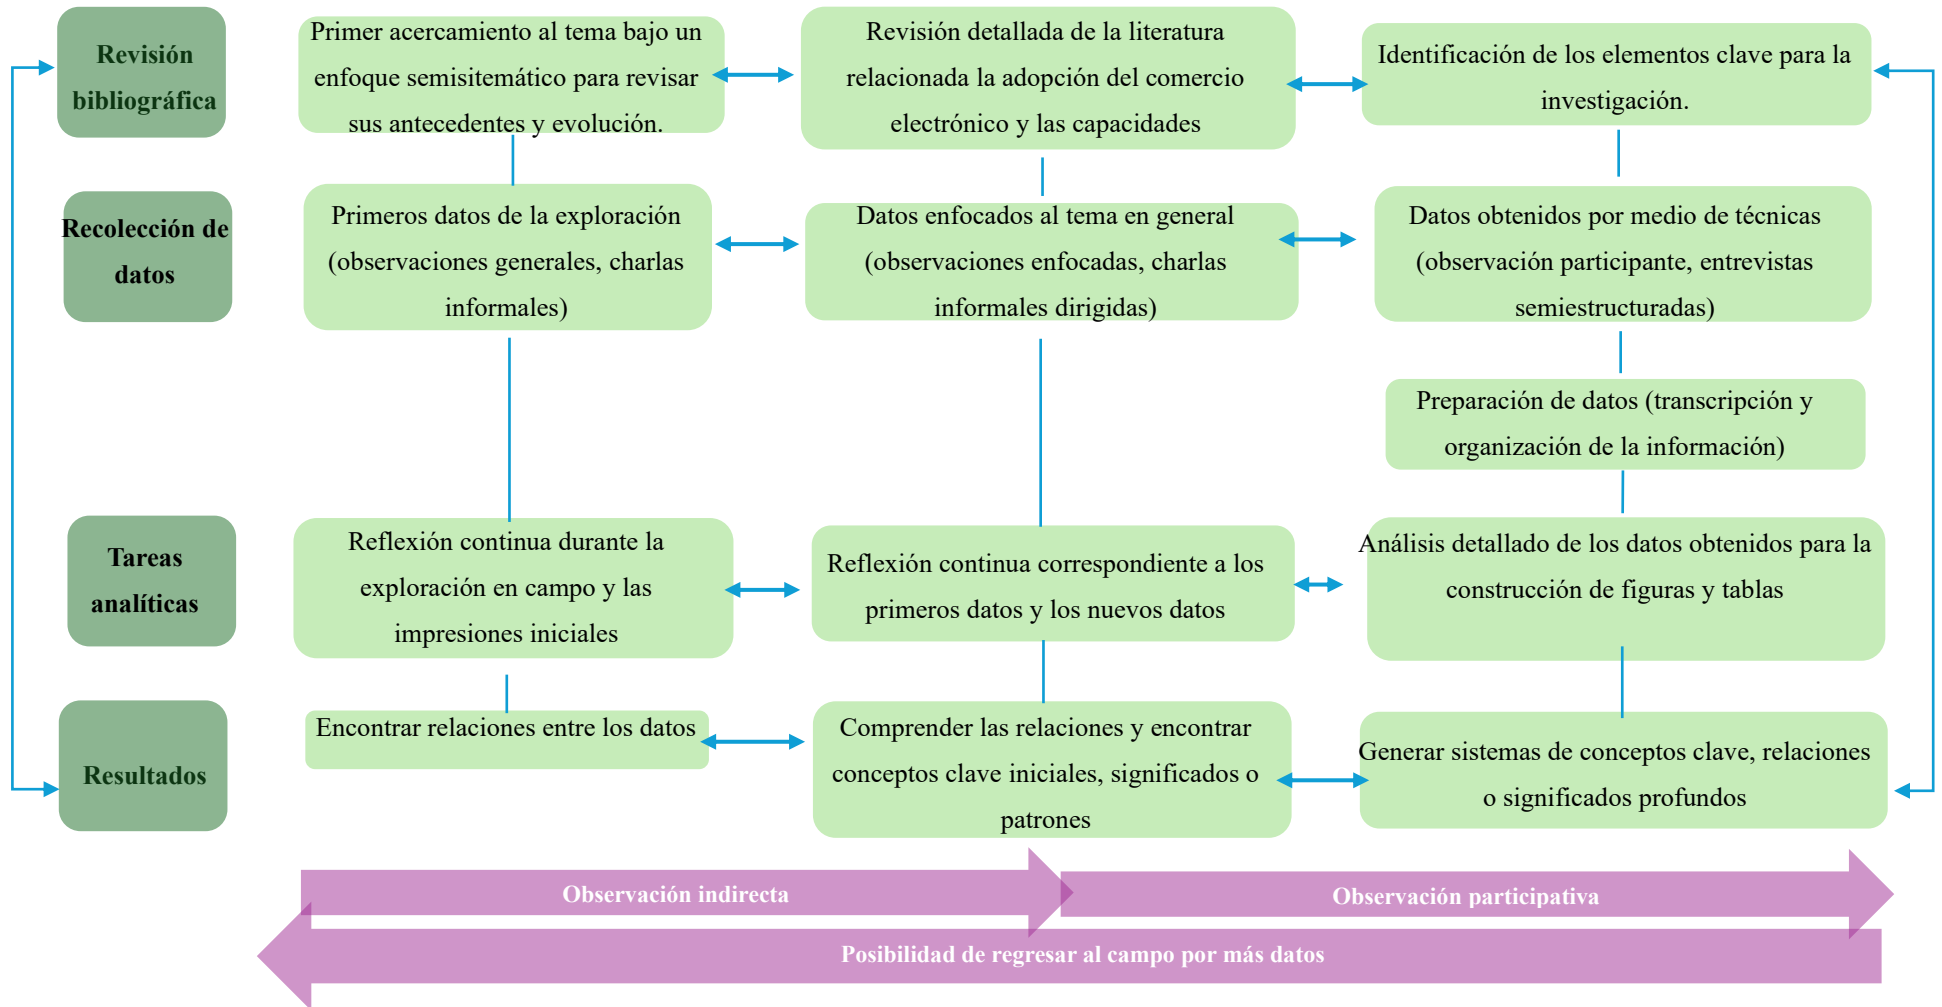 Revisión
bibliográfica
Primer acercamiento al tema bajo un
enfoque semisitemático para revisar
sus antecedentes y evolución.
Revisión detallada de la literatura
relacionada la adopción del comercio
electrónico y las capacidades
Identificación de los elementos clave para la
investigación.
Recolección de
datos
Primeros datos de la exploración
(observaciones generales, charlas
informales)
Datos enfocados al tema en general
(observaciones enfocadas, charlas
informales dirigidas)
Datos obtenidos por medio de técnicas
(observación participante, entrevistas
semiestructuradas)
Preparación de datos (transcripción y
organización de la información)
Tareas
analíticas
Reflexión continua durante la
exploración en campo y las
impresiones iniciales
Reflexión continua correspondiente a los
primeros datos y los nuevos datos
Análisis detallado de los datos obtenidos para la
construcción de figuras y tablas
Resultados
Encontrar relaciones entre los datos
Comprender las relaciones y encontrar
conceptos clave iniciales, significados o
patrones
Generar sistemas de conceptos clave, relaciones
o significados profundos
Observación indirecta
Observación participativa
Posibilidad de regresar al campo por más datos